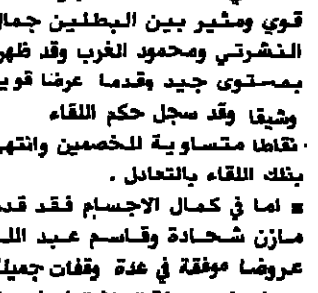 قوي ومثير بين البطلين جمال
النشرتي ومحمود الغرب وقد ظهر
بمستوى جيد وقدما عرضا قويا
وشيقا وقد سجل حكم اللقاء
نقاطا متساوية للخصمين وانتهى
بذلك اللقاء بالتعادل .
■ اما في كمال الاجسام فقد قدم
مازن شحادة وقاسم عبد الله
عروضا موفقة في عدة وقفات جميلة